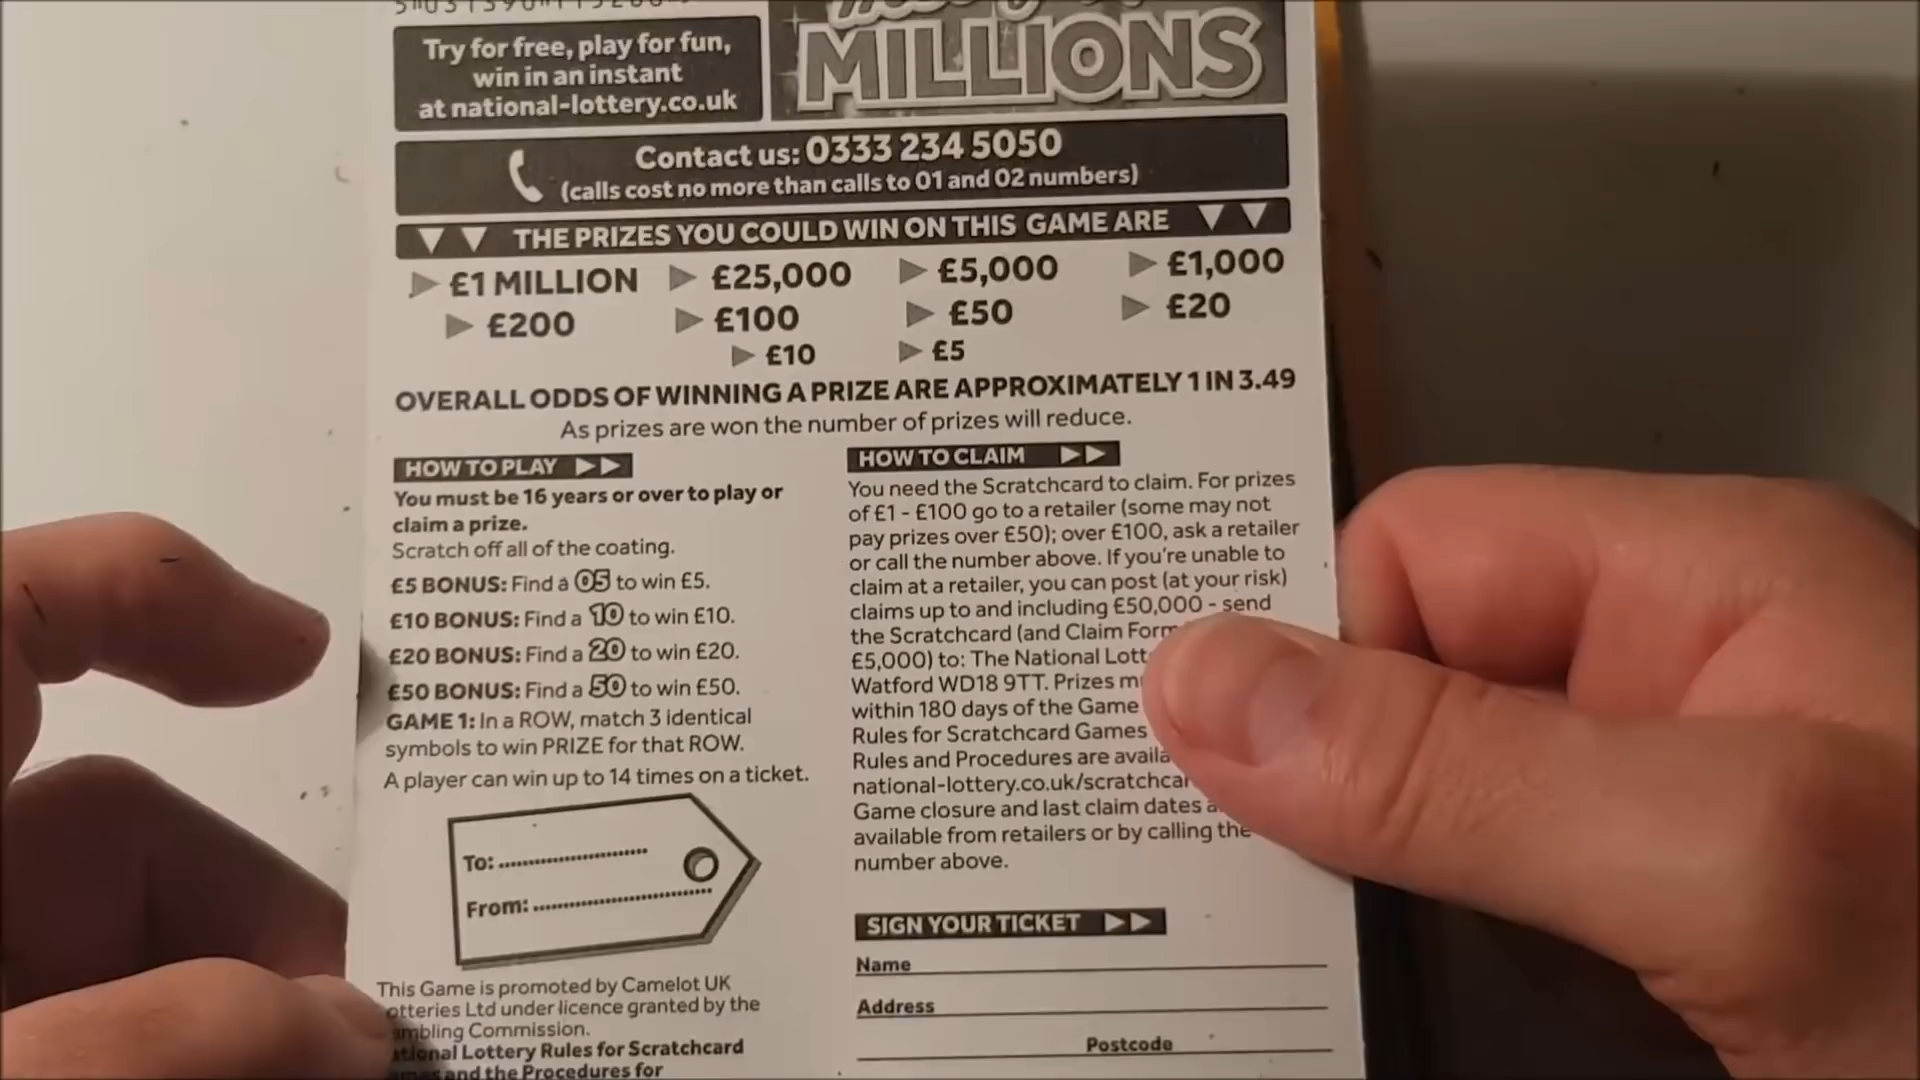 Try for free, play for fun,
win in an instant
at national-lottery.co.uk
MILLIONS
Contact us: 0333 234 5050
(calls cost no more than calls to 01 and 02 numbers)
THE PRIZES YOU COULD WIN ON THIS GAME ARE
£1 MILLION £25,000 £5,000 £1,000
£200 £100 £50 £20
£10 £5
OVERALL ODDS OF WINNING A PRIZE ARE APPROXIMATELY 1 IN 3.49
As prizes are won the number of prizes will reduce.
HOW TO PLAY
You must be 16 years or over to play or
claim a prize.
Scratch off all of the coating.
£5 BONUS: Find a 05 to win £5.
£10 BONUS: Find a 10 to win £10.
£20 BONUS: Find a 20 to win £20.
£50 BONUS: Find a 50 to win £50.
GAME 1: In a ROW, match 3 identical
symbols to win PRIZE for that ROW.
A player can win up to 14 times on a ticket.
To:
From:
This Game is promoted by Camelot UK
otteries Ltd under licence granted by the
mbling Commission.
tional Lottery Rules for Scratchcard
and the Procedures for
HOW TO CLAIM
You need the Scratchcard to claim. For prizes
of £1 - £100 go to a retailer (some may not
pay prizes over £50); over £100, ask a retailer
or call the number above. If you're unable to
claim at a retailer, you can post (at your risk)
claims up to and including £50,000 - send
the Scratchcard (and Claim Form
£5,000) to: The National Lott
Watford WD18 9TT. Prizes m
within 180 days of the Game
Rules for Scratchcard Games
Rules and Procedures are availa
national-lottery.co.uk/scratchcar
Game closure and last claim dates a
available from retailers or by calling the
number above.
SIGN YOUR TICKET
Name
Address
Postcode